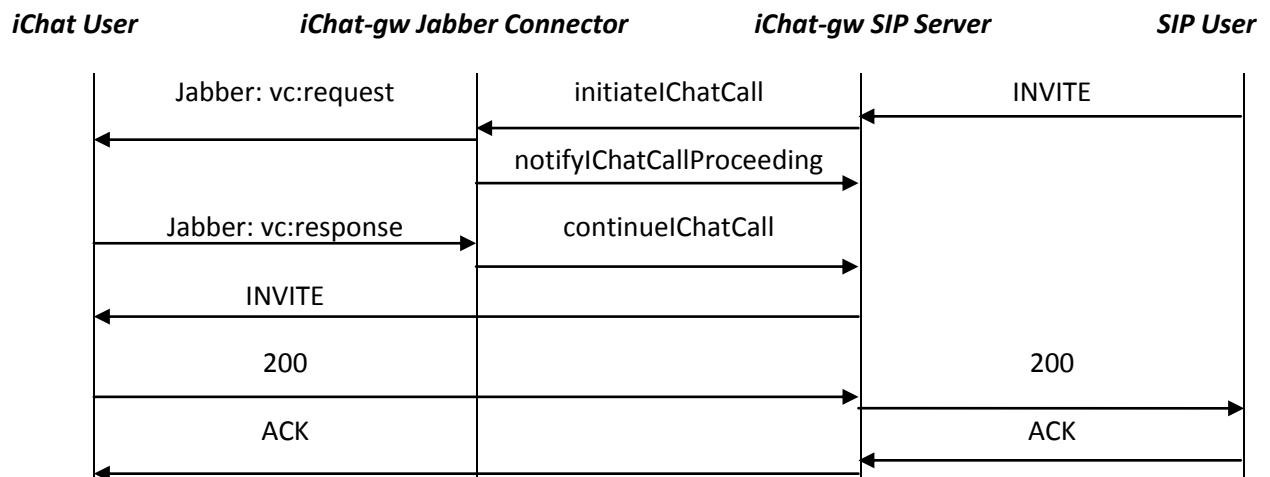 iChat User iChat-gw Jabber Connector iChat-gw SIP Server SIP User
Jabber: vc:request initiateIChatCall INVITE
notifyIChatCallProceeding
Jabber: vc:response continueIChatCall
INVITE
200 200
ACK ACK